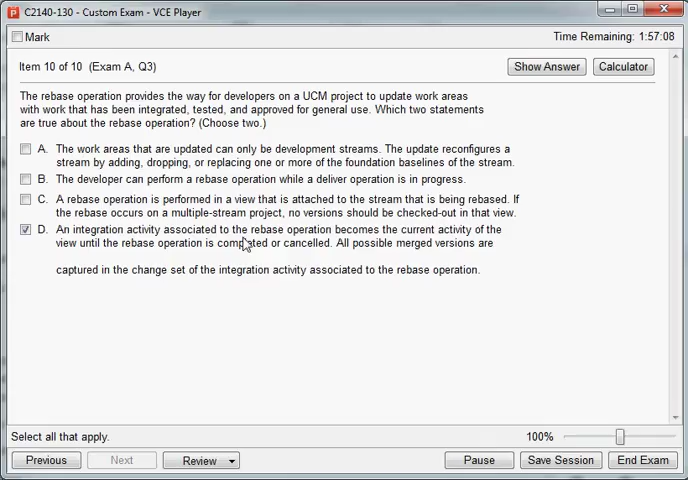 C2140-130 - Custom Exam - VCE Player
Mark
Time Remaining: 1:57:08
Item 10 of 10 (Exam A, Q3)
Show Answer
Calculator
The rebase operation provides the way for developers on a UCM project to update work areas
with work that has been integrated, tested, and approved for general use. Which two statements
are true about the rebase operation? (Choose two.)
A. The work areas that are updated can only be development streams. The update reconfigures a
stream by adding, dropping, or replacing one or more of the foundation baselines of the stream.
B. The developer can perform a rebase operation while a deliver operation is in progress.
C. A rebase operation is performed in a view that is attached to the stream that is being rebased. If
the rebase occurs on a multiple-stream project, no versions should be checked-out in that view.
D. An integration activity associated to the rebase operation becomes the current activity of the
view until the rebase operation is completed or cancelled. All possible merged versions are
captured in the change set of the integration activity associated to the rebase operation.
Select all that apply.
100%
Previous
Next
Review
Pause
Save Session
End Exam